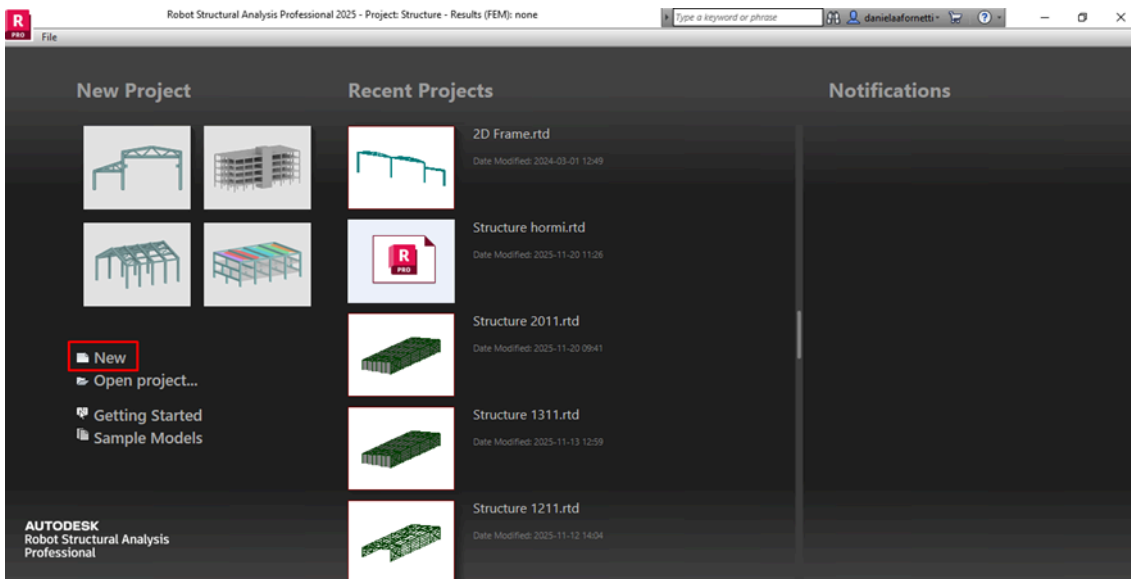 Robot Structural Analysis Professional 2025 - Project: Structure - Results (FEM): none
Type a keyword or phrase
danielaafornetti
?
R
PRO
File
New Project
Recent Projects
Notifications
2D Frame.rtd
Date Modified: 2024-03-01 12:49
Structure hormi.rtd
Date Modified: 2025-11-20 11:26
R
PRO
Structure 2011.rtd
Date Modified: 2025-11-20 09:41
New
Open project...
Structure 1311.rtd
Date Modified: 2025-11-13 12:59
Getting Started
Sample Models
Structure 1211.rtd
Date Modified: 2025-11-12 14:04
AUTODESK
Robot Structural Analysis
Professional